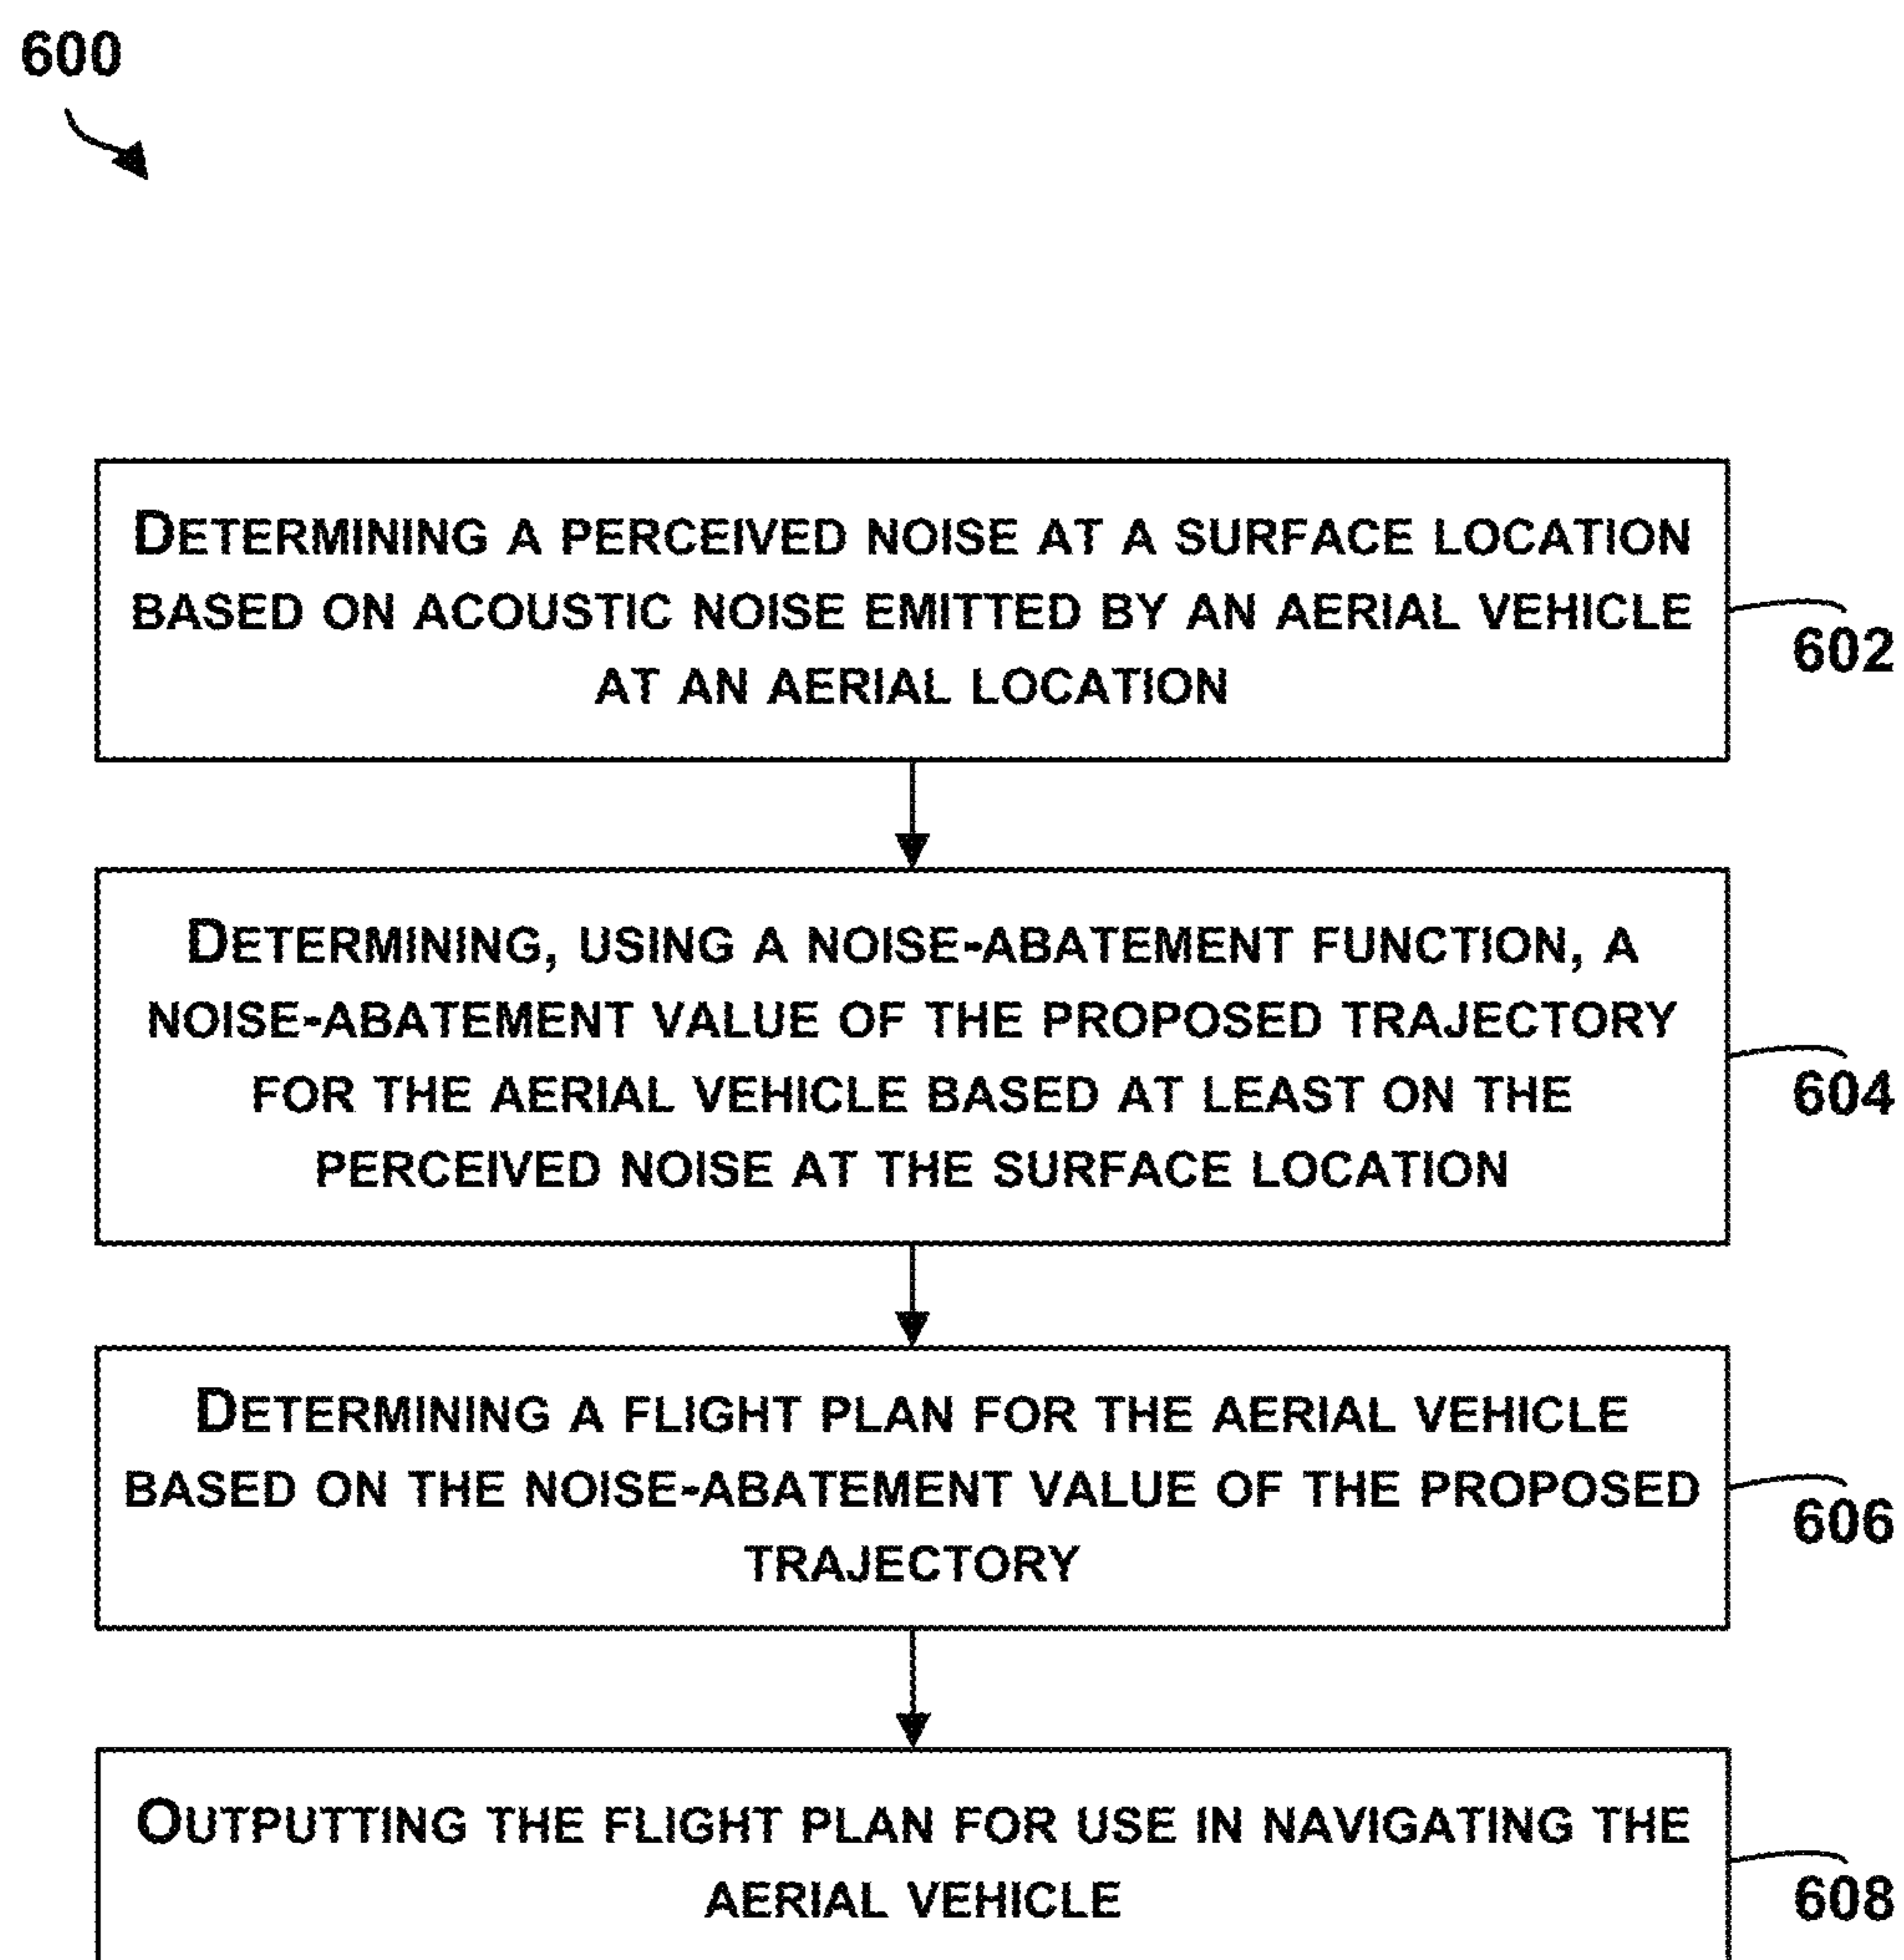 600
DETERMINING A PERCEIVED NOISE AT A SURFACE LOCATION
BASED ON ACOUSTIC NOISE EMITTED BY AN AERIAL VEHICLE
AT AN AERIAL LOCATION
602
DETERMINING, USING A NOISE-ABATEMENT FUNCTION, A
NOISE-ABATEMENT VALUE OF THE PROPOSED TRAJECTORY
FOR THE AERIAL VEHICLE BASED AT LEAST ON THE
PERCEIVED NOISE AT THE SURFACE LOCATION
604
DETERMINING A FLIGHT PLAN FOR THE AERIAL VEHICLE
BASED ON THE NOISE-ABATEMENT VALUE OF THE PROPOSED
TRAJECTORY
606
OUTPUTTING THE FLIGHT PLAN FOR USE IN NAVIGATING THE
AERIAL VEHICLE
608